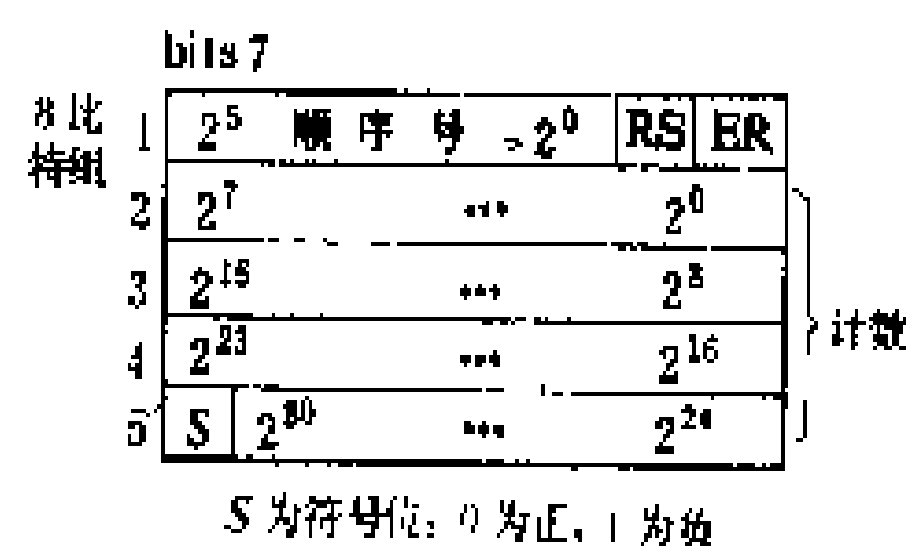 bits 7
8比特组
1 2^5 顺序号 2^0 RS ER
2 2^7 ... 2^0
3 2^15 ... 2^8
4 2^23 ... 2^16
5 S 2^30 ... 2^24
计数
S 为符号位：0 为正，1 为负